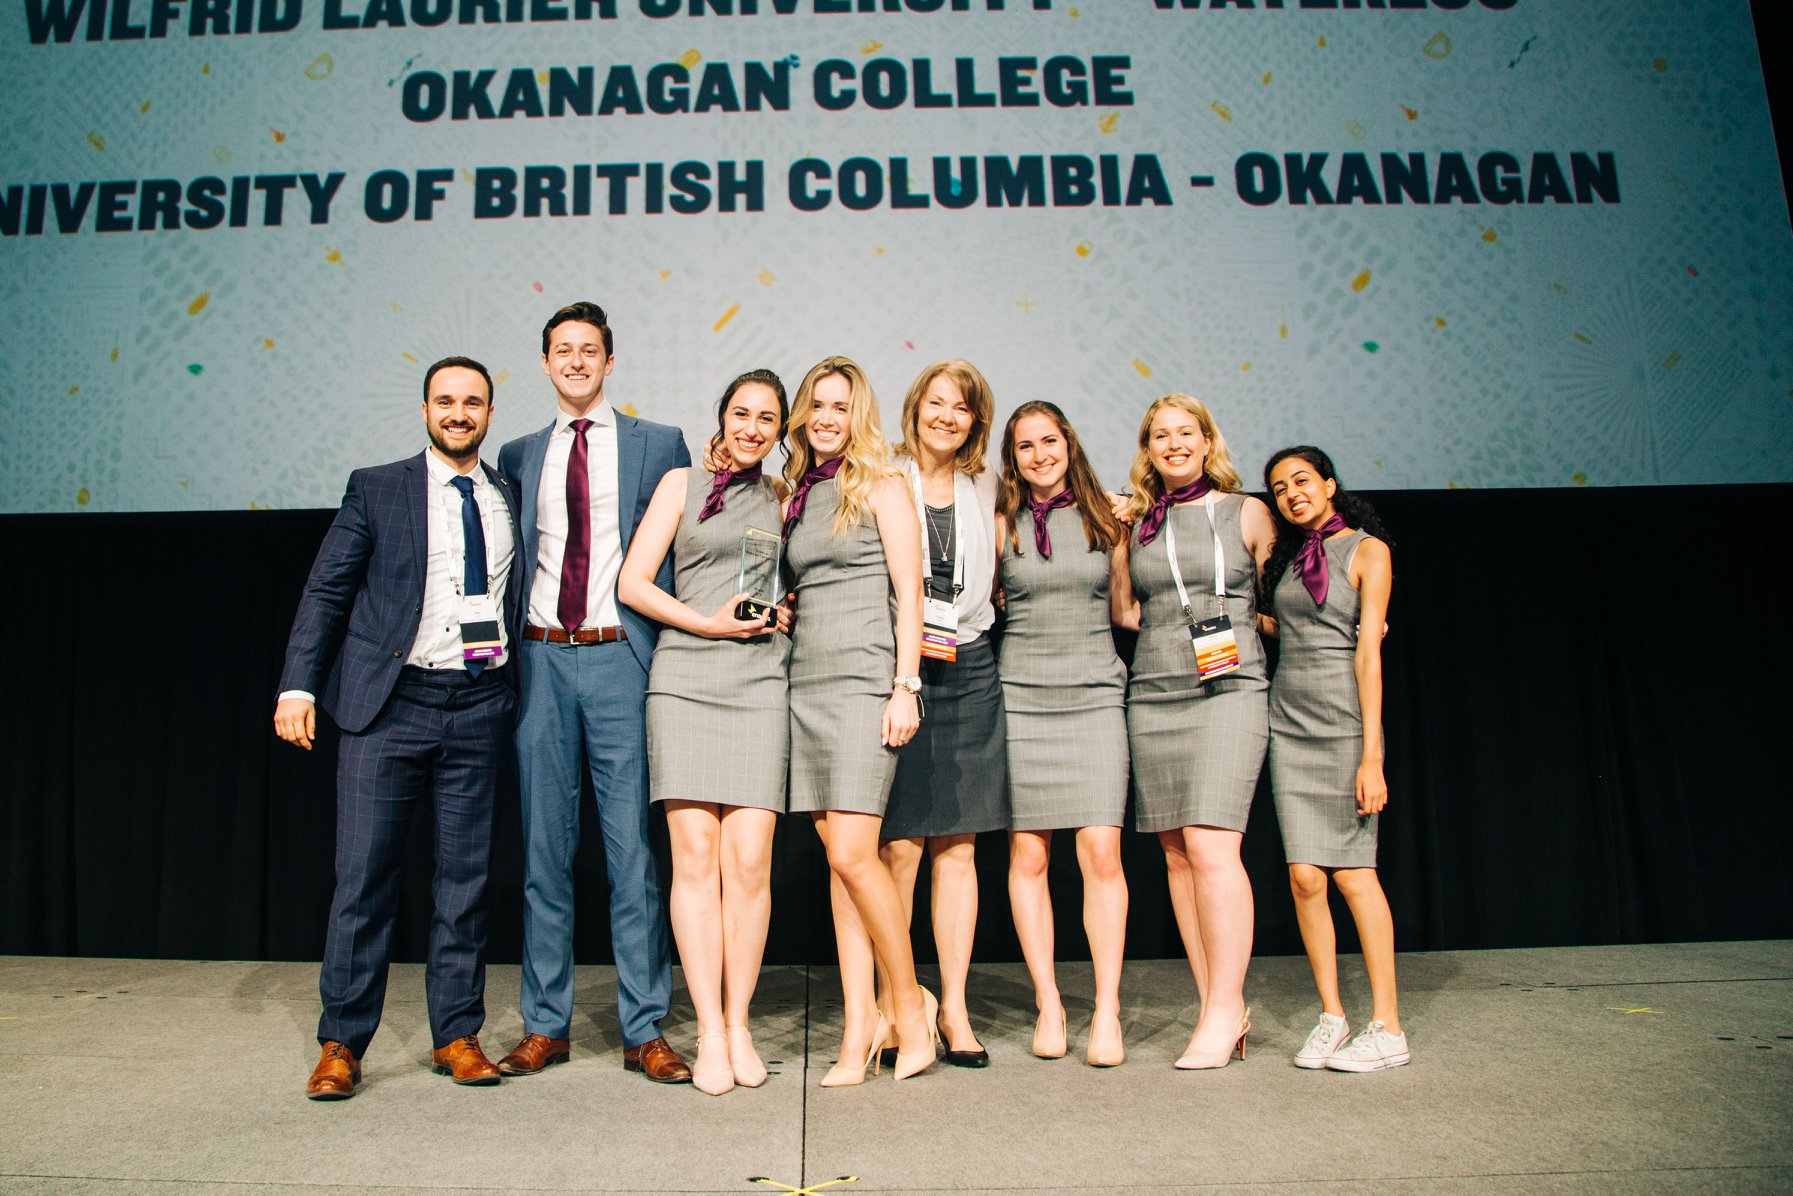 WILFRID LAURIER UNIVERSITY - WATERLOO
OKANAGAN COLLEGE
NIVERSITY OF BRITISH COLUMBIA - OKANAGAN